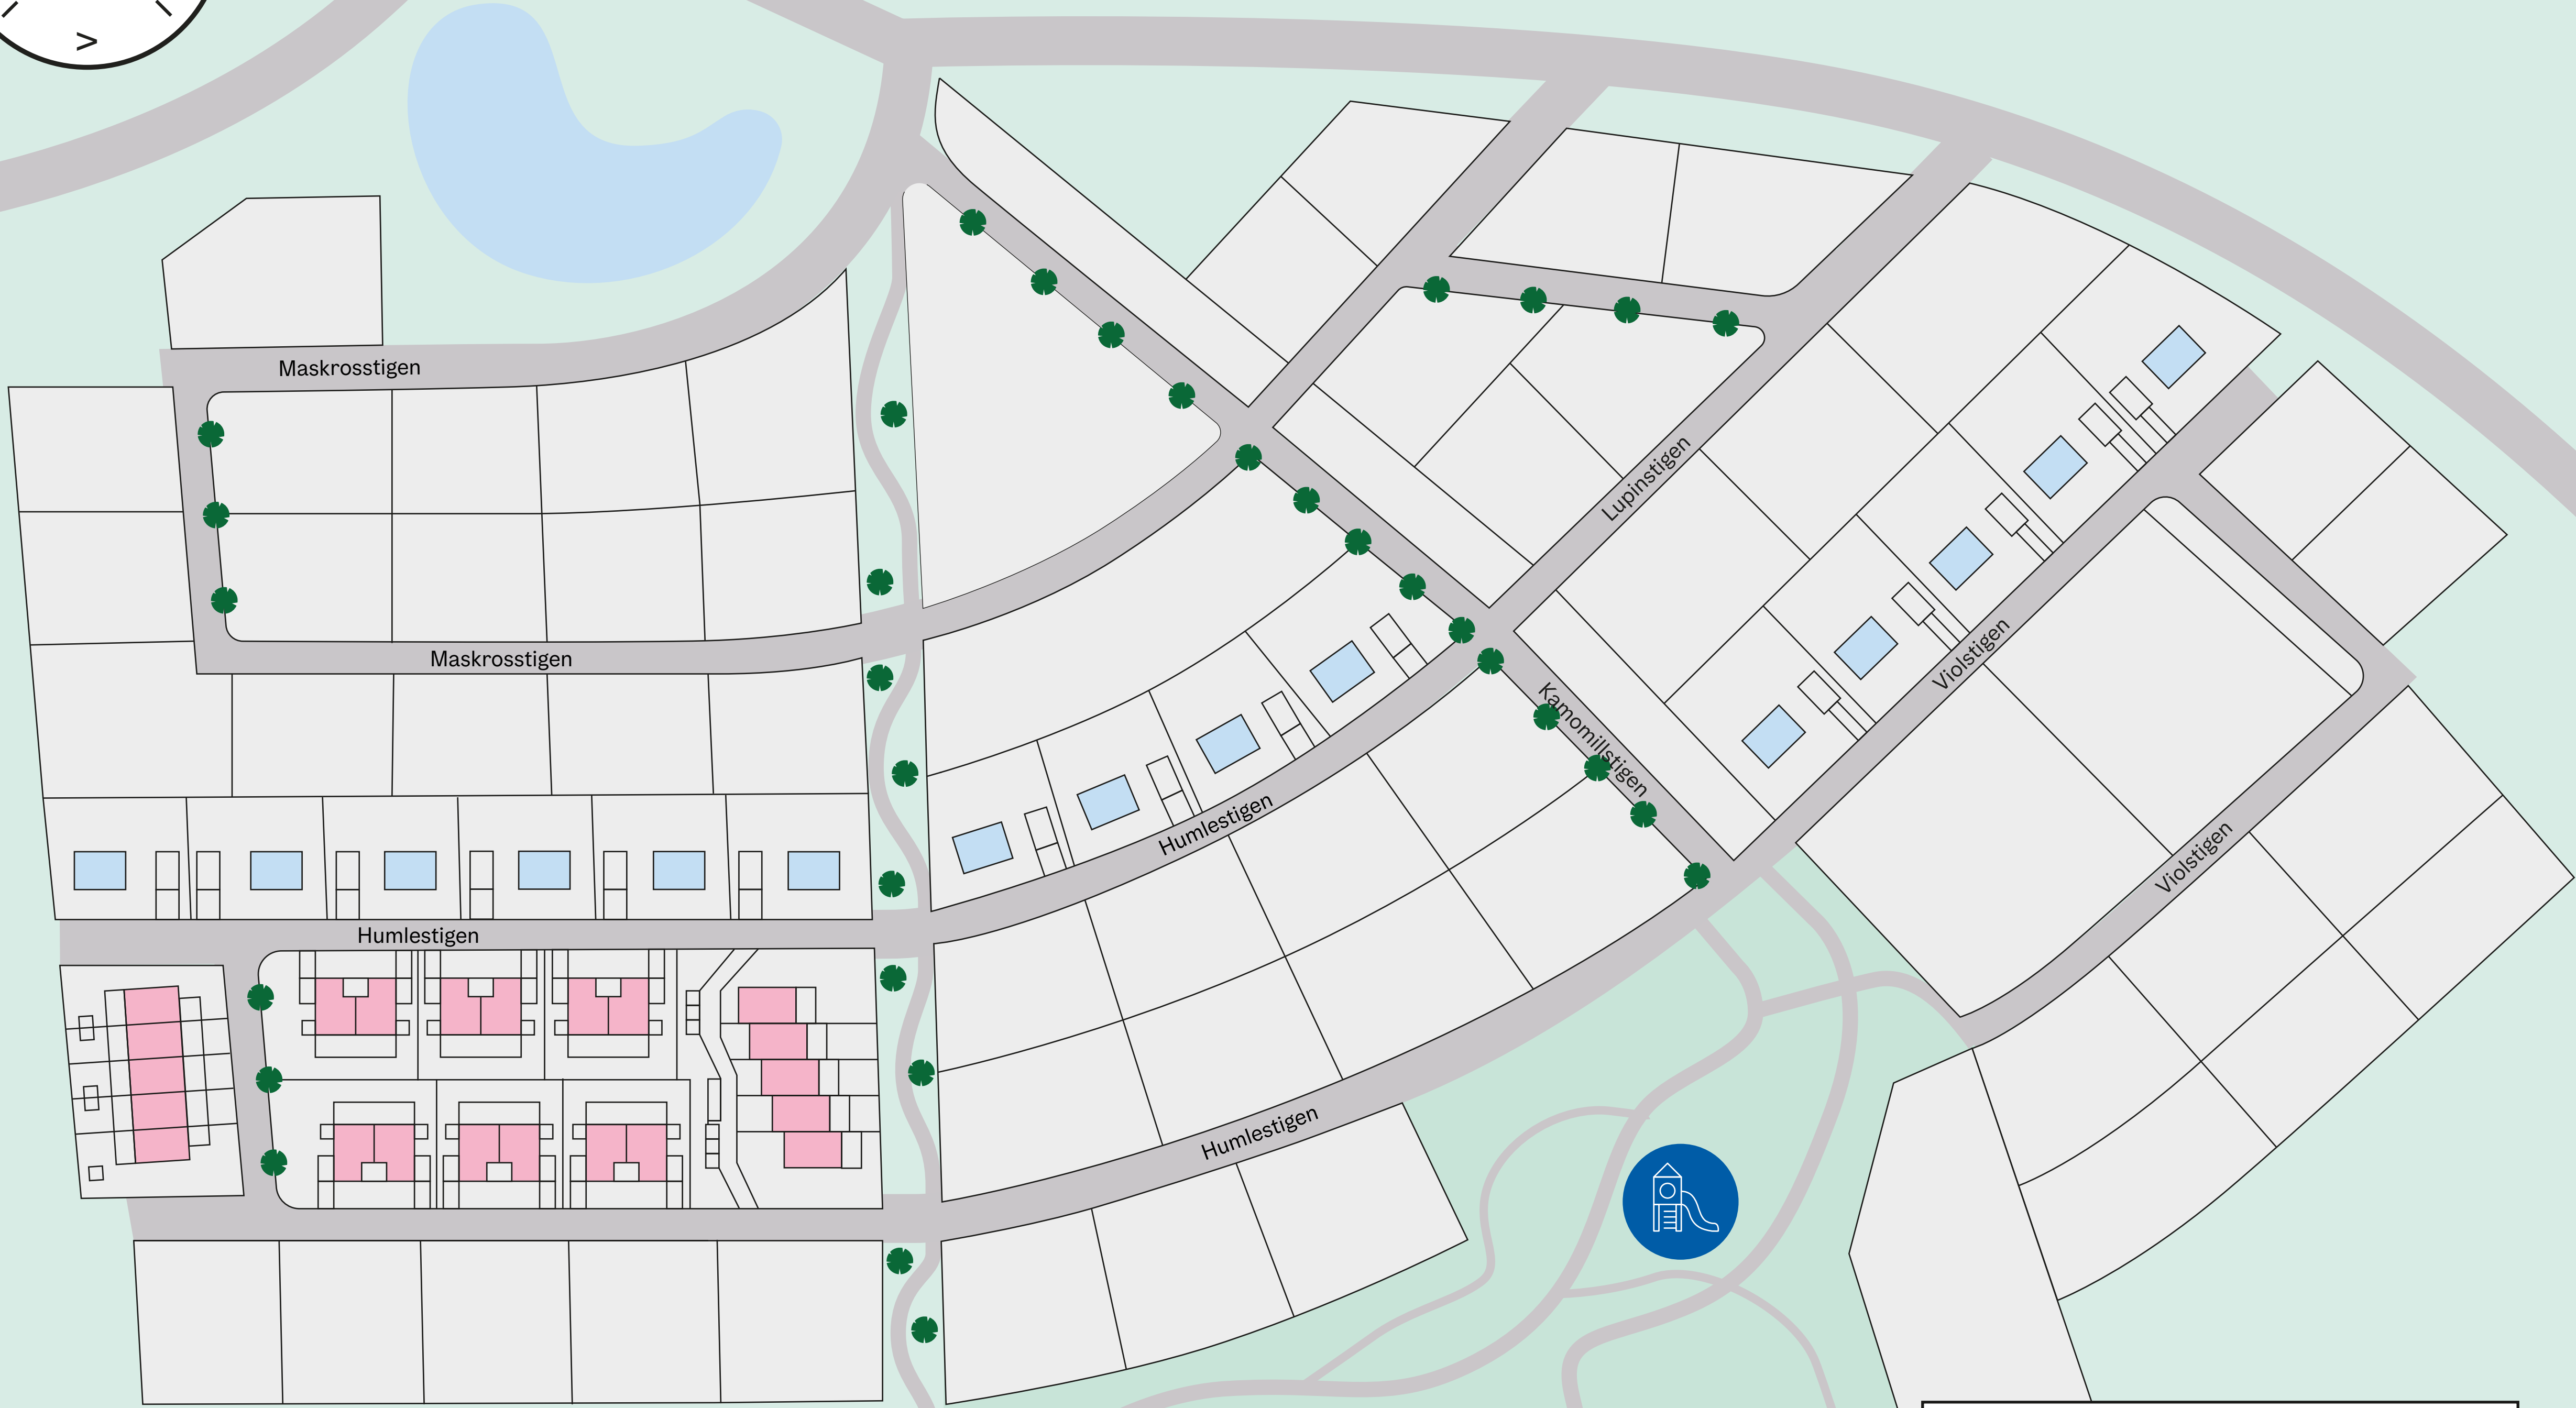 Maskrosstigen
Lupinstigen
Violstigen
Maskrosstigen
Kamomillstigen
Humlestigen
Violstigen
Humlestigen
Humlestigen